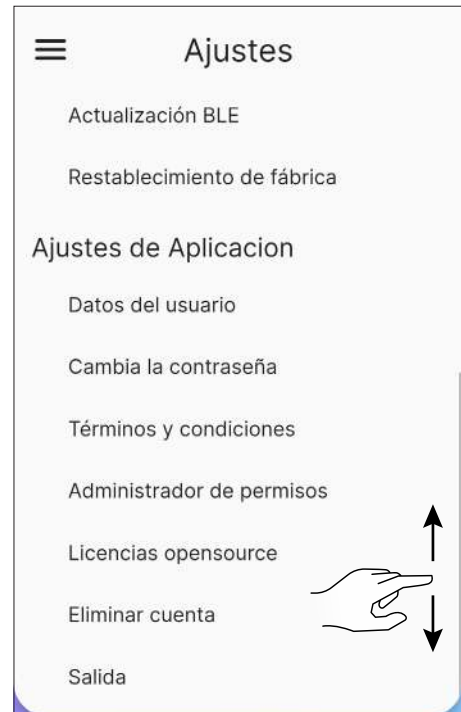 Ajustes
Actualización BLE
Restablecimiento de fábrica
Ajustes de Aplicacion
Datos del usuario
Cambia la contraseña
Términos y condiciones
Administrador de permisos
Licencias opensource
Eliminar cuenta
Salida